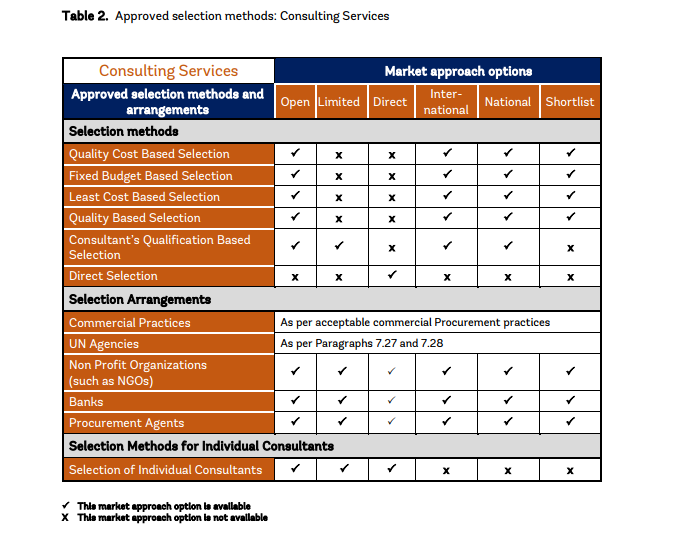 Table 2. Approved selection methods: Consulting Services
Consulting Services Market approach options
Approved selection methods and
arrangements
Open Limited Direct Inter-
national National Shortlist
Selection methods
Quality Cost Based Selection ✓ x x ✓ ✓ ✓
Fixed Budget Based Selection ✓ x x ✓ ✓ ✓
Least Cost Based Selection ✓ x x ✓ ✓ ✓
Quality Based Selection ✓ x x ✓ ✓ ✓
Consultant's Qualification Based
Selection ✓ ✓ x ✓ ✓ x
Direct Selection x x ✓ x x x
Selection Arrangements
Commercial Practices As per acceptable commercial Procurement practices
UN Agencies As per Paragraphs 7.27 and 7.28
Non Profit Organizations
(such as NGOs) ✓ ✓ ✓ ✓ ✓ ✓
Banks ✓ ✓ ✓ ✓ ✓ ✓
Procurement Agents ✓ ✓ ✓ ✓ ✓ ✓
Selection Methods for Individual Consultants
Selection of Individual Consultants ✓ ✓ ✓ x x x
✓ This market approach option is available
X This market approach option is not available